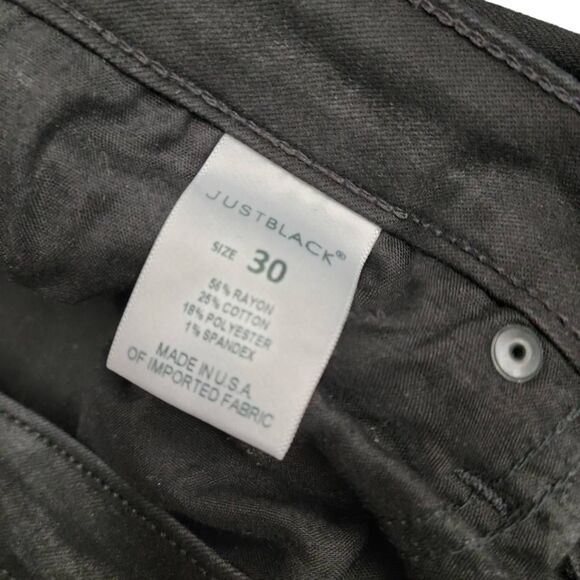 JUSTBLACK®
SIZE 30
56% RAYON
25% COTTON
18% POLYESTER
1% SPANDEX
MADE IN U.S.A
OF IMPORTED FABRIC